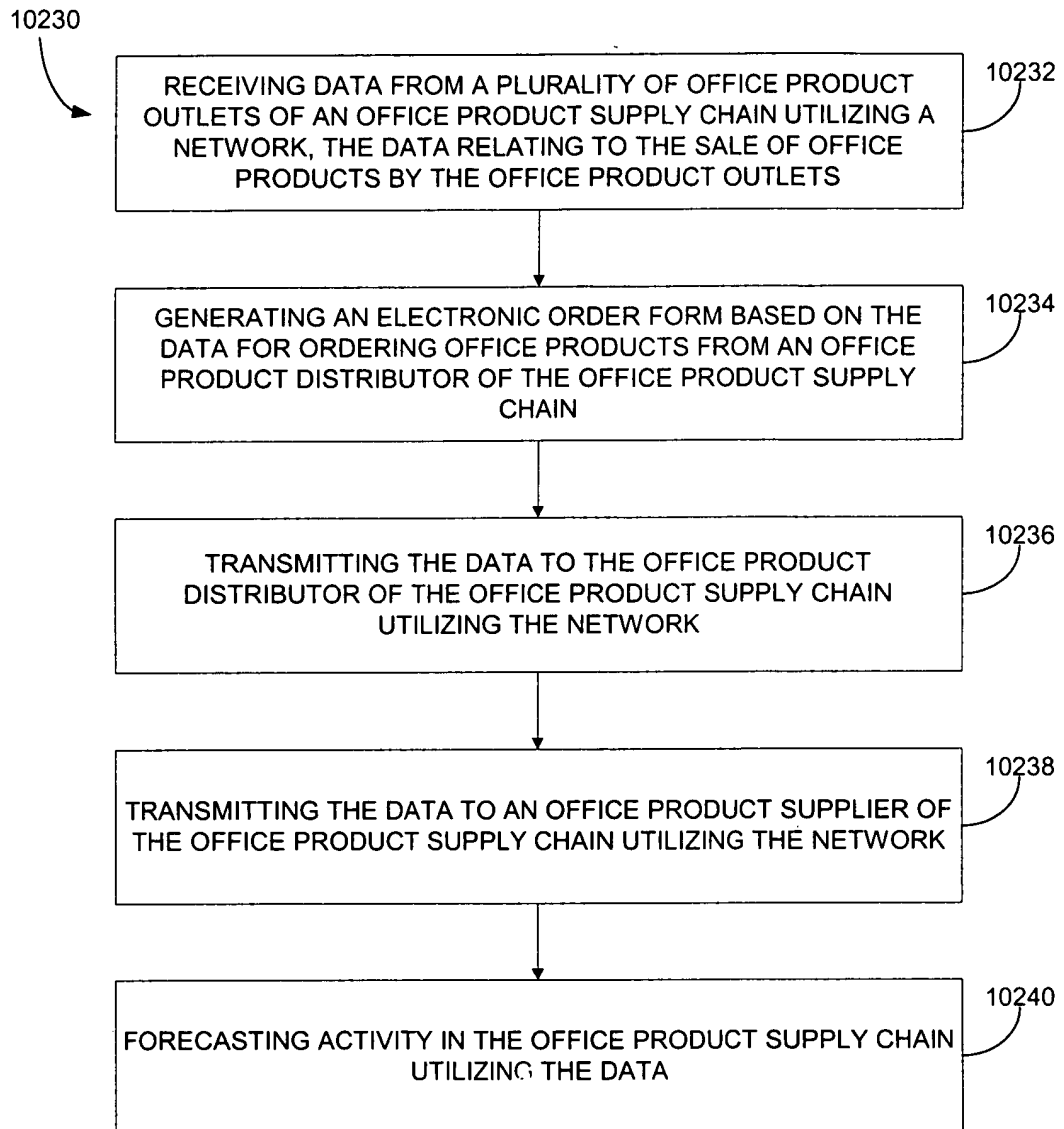 10230
RECEIVING DATA FROM A PLURALITY OF OFFICE PRODUCT
OUTLETS OF AN OFFICE PRODUCT SUPPLY CHAIN UTILIZING A
NETWORK, THE DATA RELATING TO THE SALE OF OFFICE
PRODUCTS BY THE OFFICE PRODUCT OUTLETS
10232
GENERATING AN ELECTRONIC ORDER FORM BASED ON THE
DATA FOR ORDERING OFFICE PRODUCTS FROM AN OFFICE
PRODUCT DISTRIBUTOR OF THE OFFICE PRODUCT SUPPLY
CHAIN
10234
TRANSMITTING THE DATA TO THE OFFICE PRODUCT
DISTRIBUTOR OF THE OFFICE PRODUCT SUPPLY CHAIN
UTILIZING THE NETWORK
10236
TRANSMITTING THE DATA TO AN OFFICE PRODUCT SUPPLIER OF
THE OFFICE PRODUCT SUPPLY CHAIN UTILIZING THE NETWORK
10238
FORECASTING ACTIVITY IN THE OFFICE PRODUCT SUPPLY CHAIN
UTILIZING THE DATA
10240